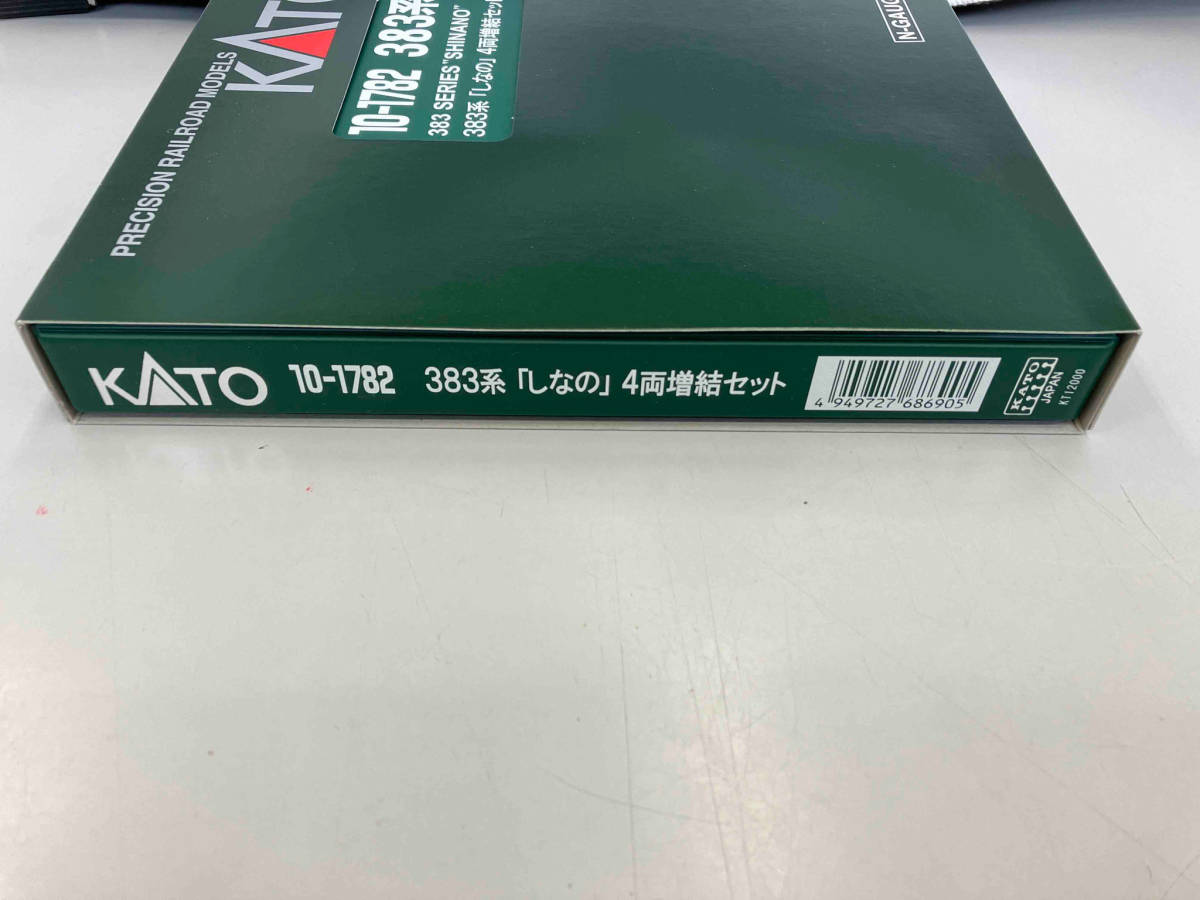 PRECISION RAILROAD MODELS
KATO
10-1782 383系
383 SERIES"SHINANO"
383系「しなの」4両増結セット
N-GAUG
KATO 10-1782 383系「しなの」4両増結セット
4 949727 686905
KATO
JAPAN
KT12000